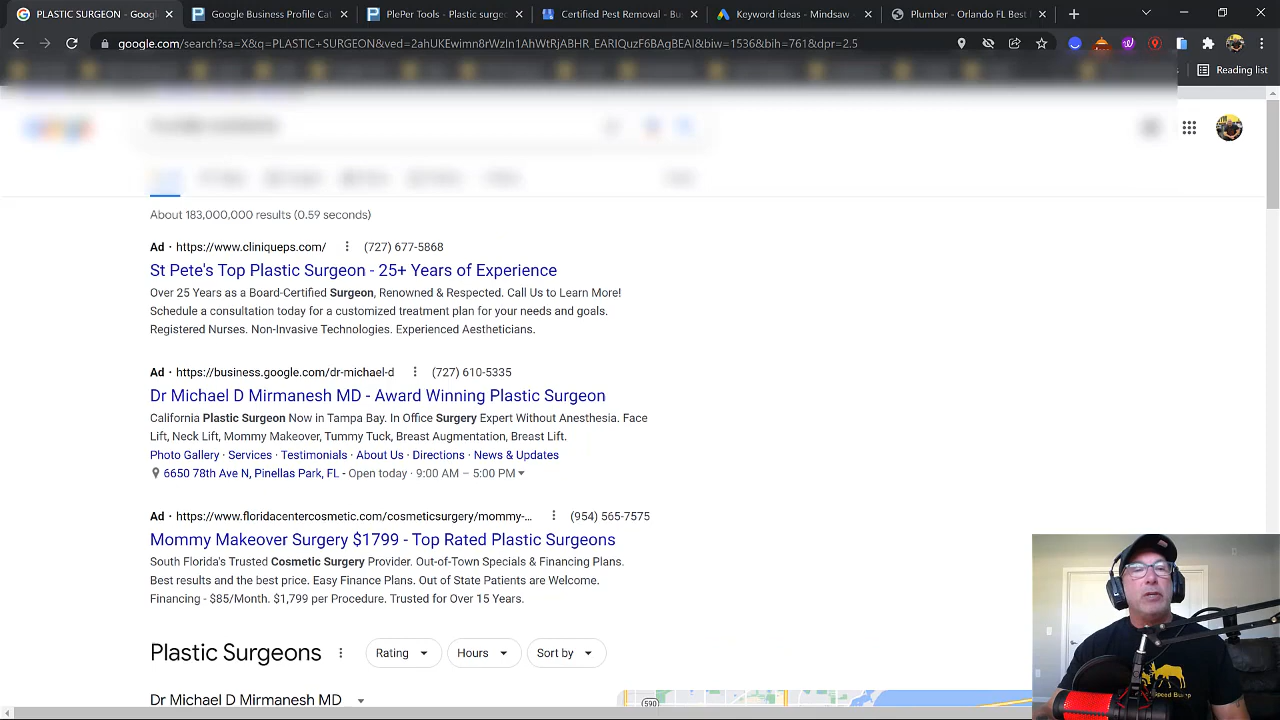 PLASTIC SURGEON - Googl
Google Business Profile Cat
PlePer Tools - Plastic surgeo
Certified Pest Removal - Bu
Keyword ideas - Mindsaw
Plumber - Orlando FL Best
google.com/search?sa=X&q=PLASTIC+SURGEON&ved=2ahUKEwimn8rWzIn1AhWtRjABHR_EARIQuzF6BAgBEAI&biw=1536&bih=761&dpr=2.5
Reading list
About 183,000,000 results (0.59 seconds)
Ad · https://www.cliniqueps.com/ (727) 677-5868
St Pete's Top Plastic Surgeon - 25+ Years of Experience
Over 25 Years as a Board-Certified Surgeon, Renowned & Respected. Call Us to Learn More!
Schedule a consultation today for a customized treatment plan for your needs and goals.
Registered Nurses. Non-Invasive Technologies. Experienced Aestheticians.
Ad · https://business.google.com/dr-michael-d (727) 610-5335
Dr Michael D Mirmanesh MD - Award Winning Plastic Surgeon
California Plastic Surgeon Now in Tampa Bay. In Office Surgery Expert Without Anesthesia. Face
Lift, Neck Lift, Mommy Makeover, Tummy Tuck, Breast Augmentation, Breast Lift.
Photo Gallery · Services · Testimonials · About Us · Directions · News & Updates
6650 78th Ave N, Pinellas Park, FL - Open today · 9:00 AM – 5:00 PM
Ad · https://www.floridacentercosmetic.com/cosmeticsurgery/mommy-... (954) 565-7575
Mommy Makeover Surgery $1799 - Top Rated Plastic Surgeons
South Florida's Trusted Cosmetic Surgery Provider. Out-of-Town Specials & Financing Plans.
Best results and the best price. Easy Finance Plans. Out of State Patients are Welcome.
Financing - $85/Month. $1,799 per Procedure. Trusted for Over 15 Years.
Plastic Surgeons
Rating
Hours
Sort by
Dr Michael D Mirmanesh MD
590
Speed Bump